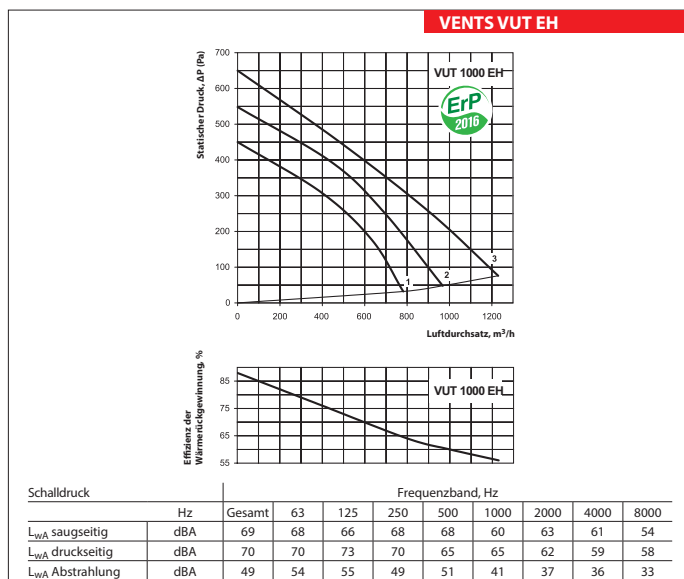 VENTS VUT EH
Statischer Druck, ΔP (Pa)
700
600
500
400
300
200
100
0
VUT 1000 EH
ErP
2016
1
2
3
0 200 400 600 800 1000 1200
Luftdurchsatz, m³/h
Effizienz der
Wärmerückgewinnung, %
85
75
65
55
VUT 1000 EH
Schalldruck Frequenzband, Hz
Hz Gesamt 63 125 250 500 1000 2000 4000 8000
LwA saugseitig dBA 69 68 66 68 68 60 63 61 54
LwA druckseitig dBA 70 70 73 70 65 65 62 59 58
LwA Abstrahlung dBA 49 54 55 49 51 41 37 36 33